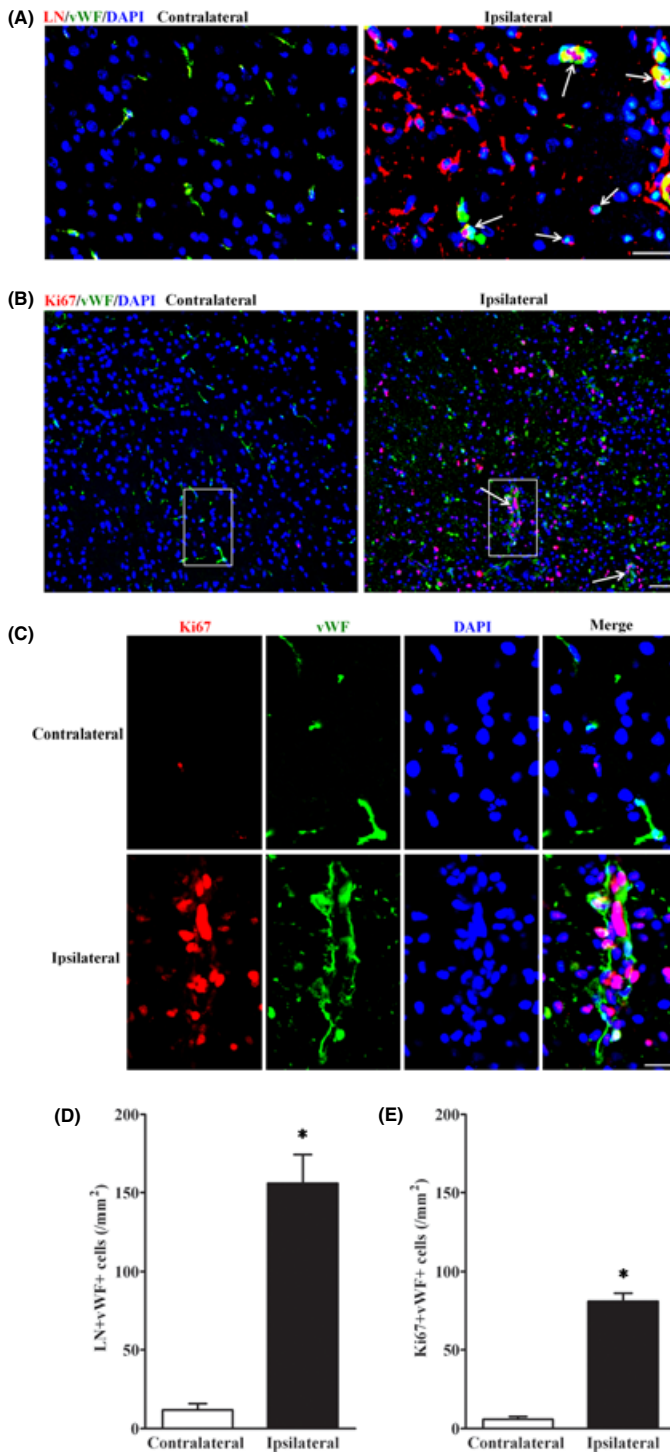 (A) LN/vWF/DAPI Contralateral Ipsilateral
(B) Ki67/vWF/DAPI Contralateral Ipsilateral
(C) Ki67 vWF DAPI Merge
Contralateral
Ipsilateral
(D) (E)
LN+vWF+ cells (/mm²)
200
150
100
50
0
*
Contralateral Ipsilateral
Ki67+vWF+ cells (/mm²)
200
150
100
50
0
*
Contralateral Ipsilateral